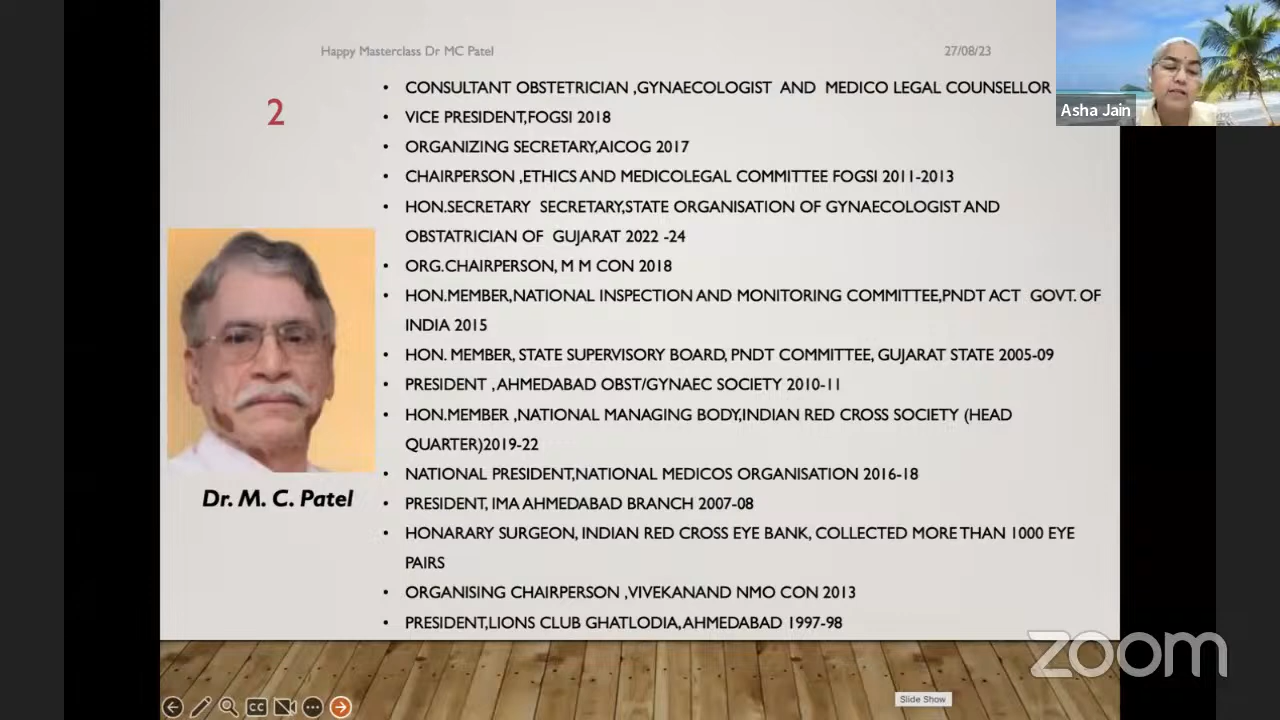 Happy Masterclass Dr MC Patel
27/08/23
Asha Jain
2
• CONSULTANT OBSTETRICIAN ,GYNAECOLOGIST AND MEDICO LEGAL COUNSELLOR
• VICE PRESIDENT,FOGSI 2018
• ORGANIZING SECRETARY,AICOG 2017
• CHAIRPERSON ,ETHICS AND MEDICOLEGAL COMMITTEE FOGSI 2011-2013
• HON.SECRETARY SECRETARY,STATE ORGANISATION OF GYNAECOLOGIST AND
OBSTATRICIAN OF GUJARAT 2022 -24
• ORG.CHAIRPERSON, M M CON 2018
• HON.MEMBER,NATIONAL INSPECTION AND MONITORING COMMITTEE,PNDT ACT GOVT. OF
INDIA 2015
• HON. MEMBER, STATE SUPERVISORY BOARD, PNDT COMMITTEE, GUJARAT STATE 2005-09
• PRESIDENT ,AHMEDABAD OBST/GYNAEC SOCIETY 2010-11
• HON.MEMBER ,NATIONAL MANAGING BODY,INDIAN RED CROSS SOCIETY (HEAD
QUARTER)2019-22
• NATIONAL PRESIDENT,NATIONAL MEDICOS ORGANISATION 2016-18
• PRESIDENT, IMA AHMEDABAD BRANCH 2007-08
• HONARARY SURGEON, INDIAN RED CROSS EYE BANK, COLLECTED MORE THAN 1000 EYE
PAIRS
• ORGANISING CHAIRPERSON ,VIVEKANAND NMO CON 2013
• PRESIDENT,LIONS CLUB GHATLODIA,AHMEDABAD 1997-98
Dr. M. C. Patel
zoom
CC
Slide Show